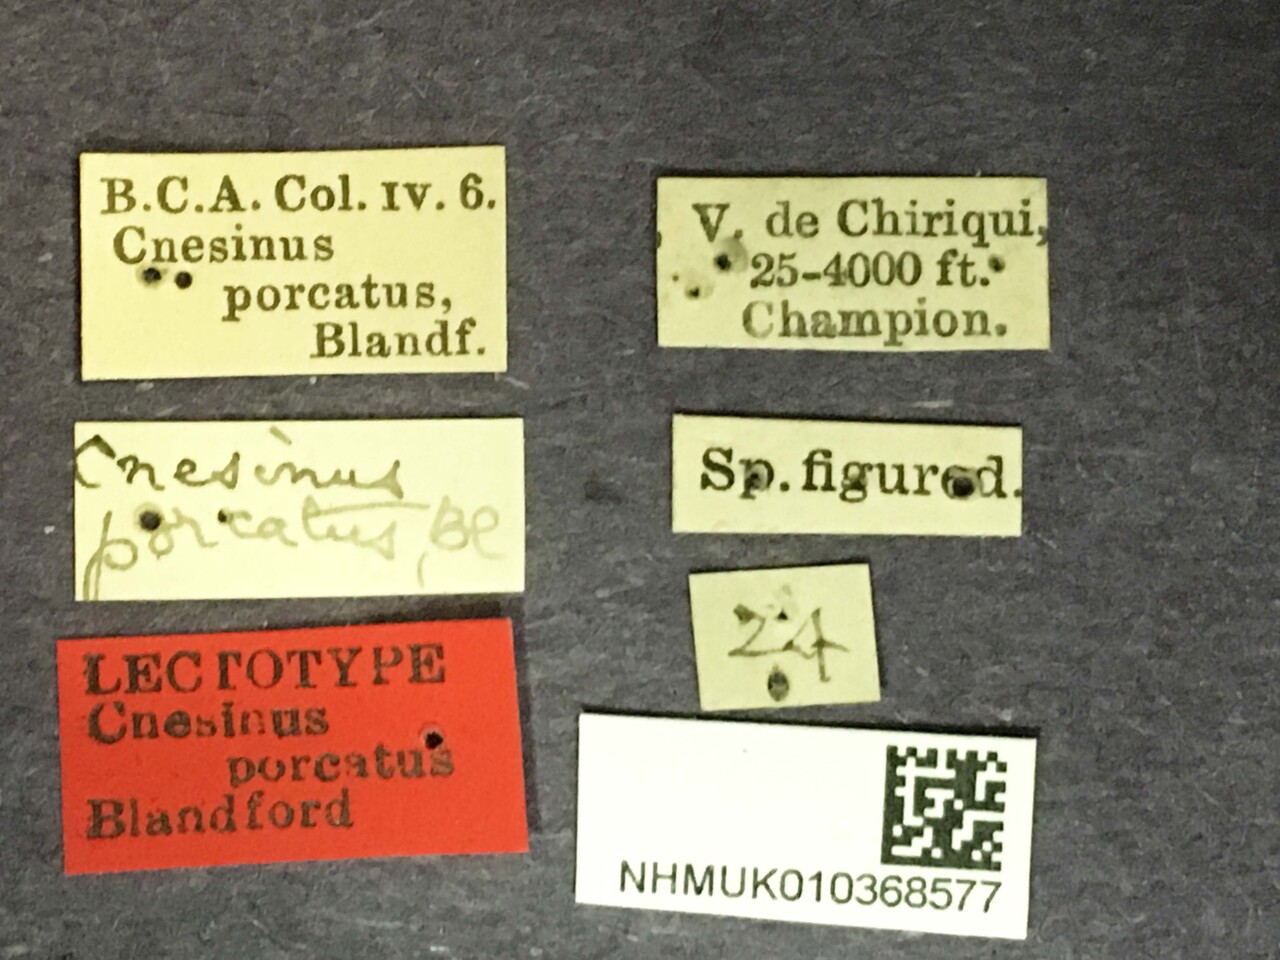 B.C.A. Col. IV. 6.
Cnesinus
porcatus,
Blandf.
V. de Chiriqui,
25-4000 ft.
Champion.
Cnesinus
porcatus, Bl
Sp. figured.
24
LECTOTYPE
Cnesinus
porcatus
Blandford
NHMUK010368577